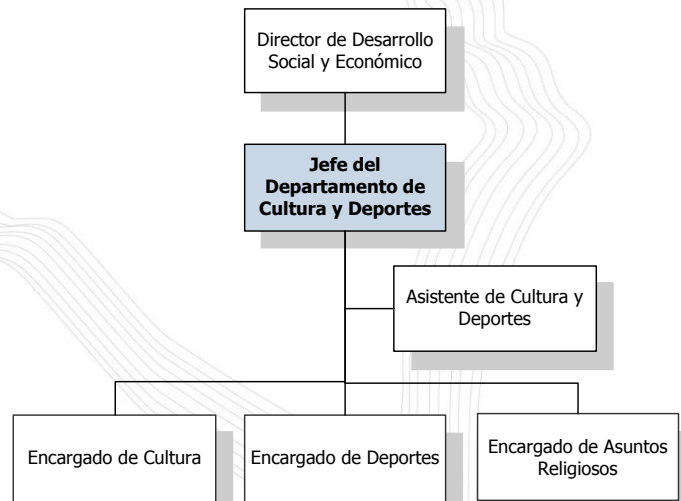 Director de Desarrollo
Social y Económico
Jefe del
Departamento de
Cultura y Deportes
Asistente de Cultura y
Deportes
Encargado de Cultura
Encargado de Deportes
Encargado de Asuntos
Religiosos